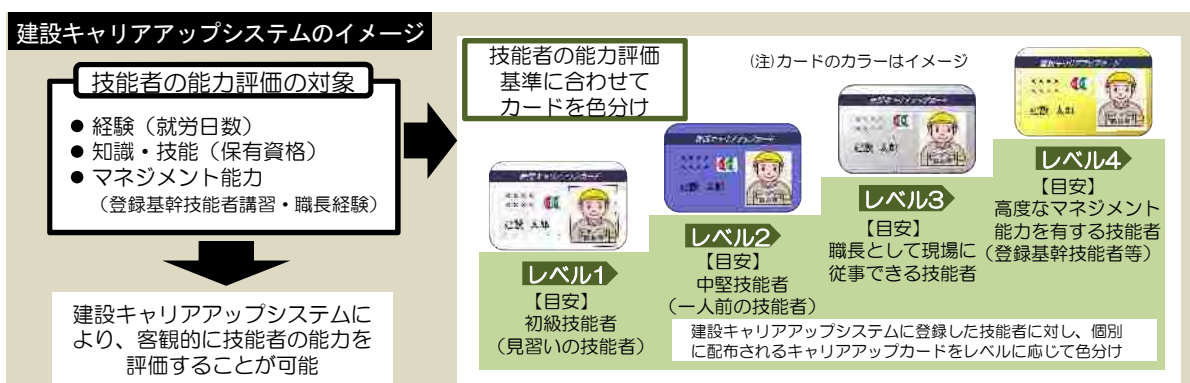 建設キャリアアップシステムのイメージ
技能者の能力評価の対象
● 経験（就労日数）
● 知識・技能（保有資格）
● マネジメント能力
（登録基幹技能者講習・職長経験）
建設キャリアアップシステムに
より、客観的に技能者の能力を
評価することが可能
技能者の能力評価
基準に合わせて
カードを色分け
(注)カードのカラーはイメージ
レベル1
【目安】
初級技能者
（見習いの技能者）
レベル2
【目安】
中堅技能者
（一人前の技能者）
レベル3
【目安】
職長として現場に
従事できる技能者
レベル4
【目安】
高度なマネジメント
能力を有する技能者
（登録基幹技能者等）
建設キャリアアップシステムに登録した技能者に対し、個別
に配布されるキャリアアップカードをレベルに応じて色分け